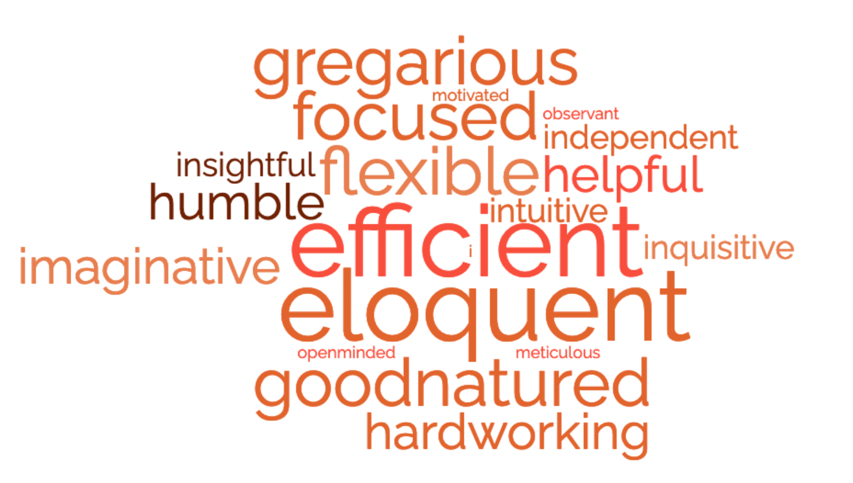 gregarious
motivated
focused
observant
independent
insightful
flexible
helpful
humble
intuitive
efficient
i
inquisitive
imaginative
eloquent
openminded
meticulous
goodnatured
hardworking